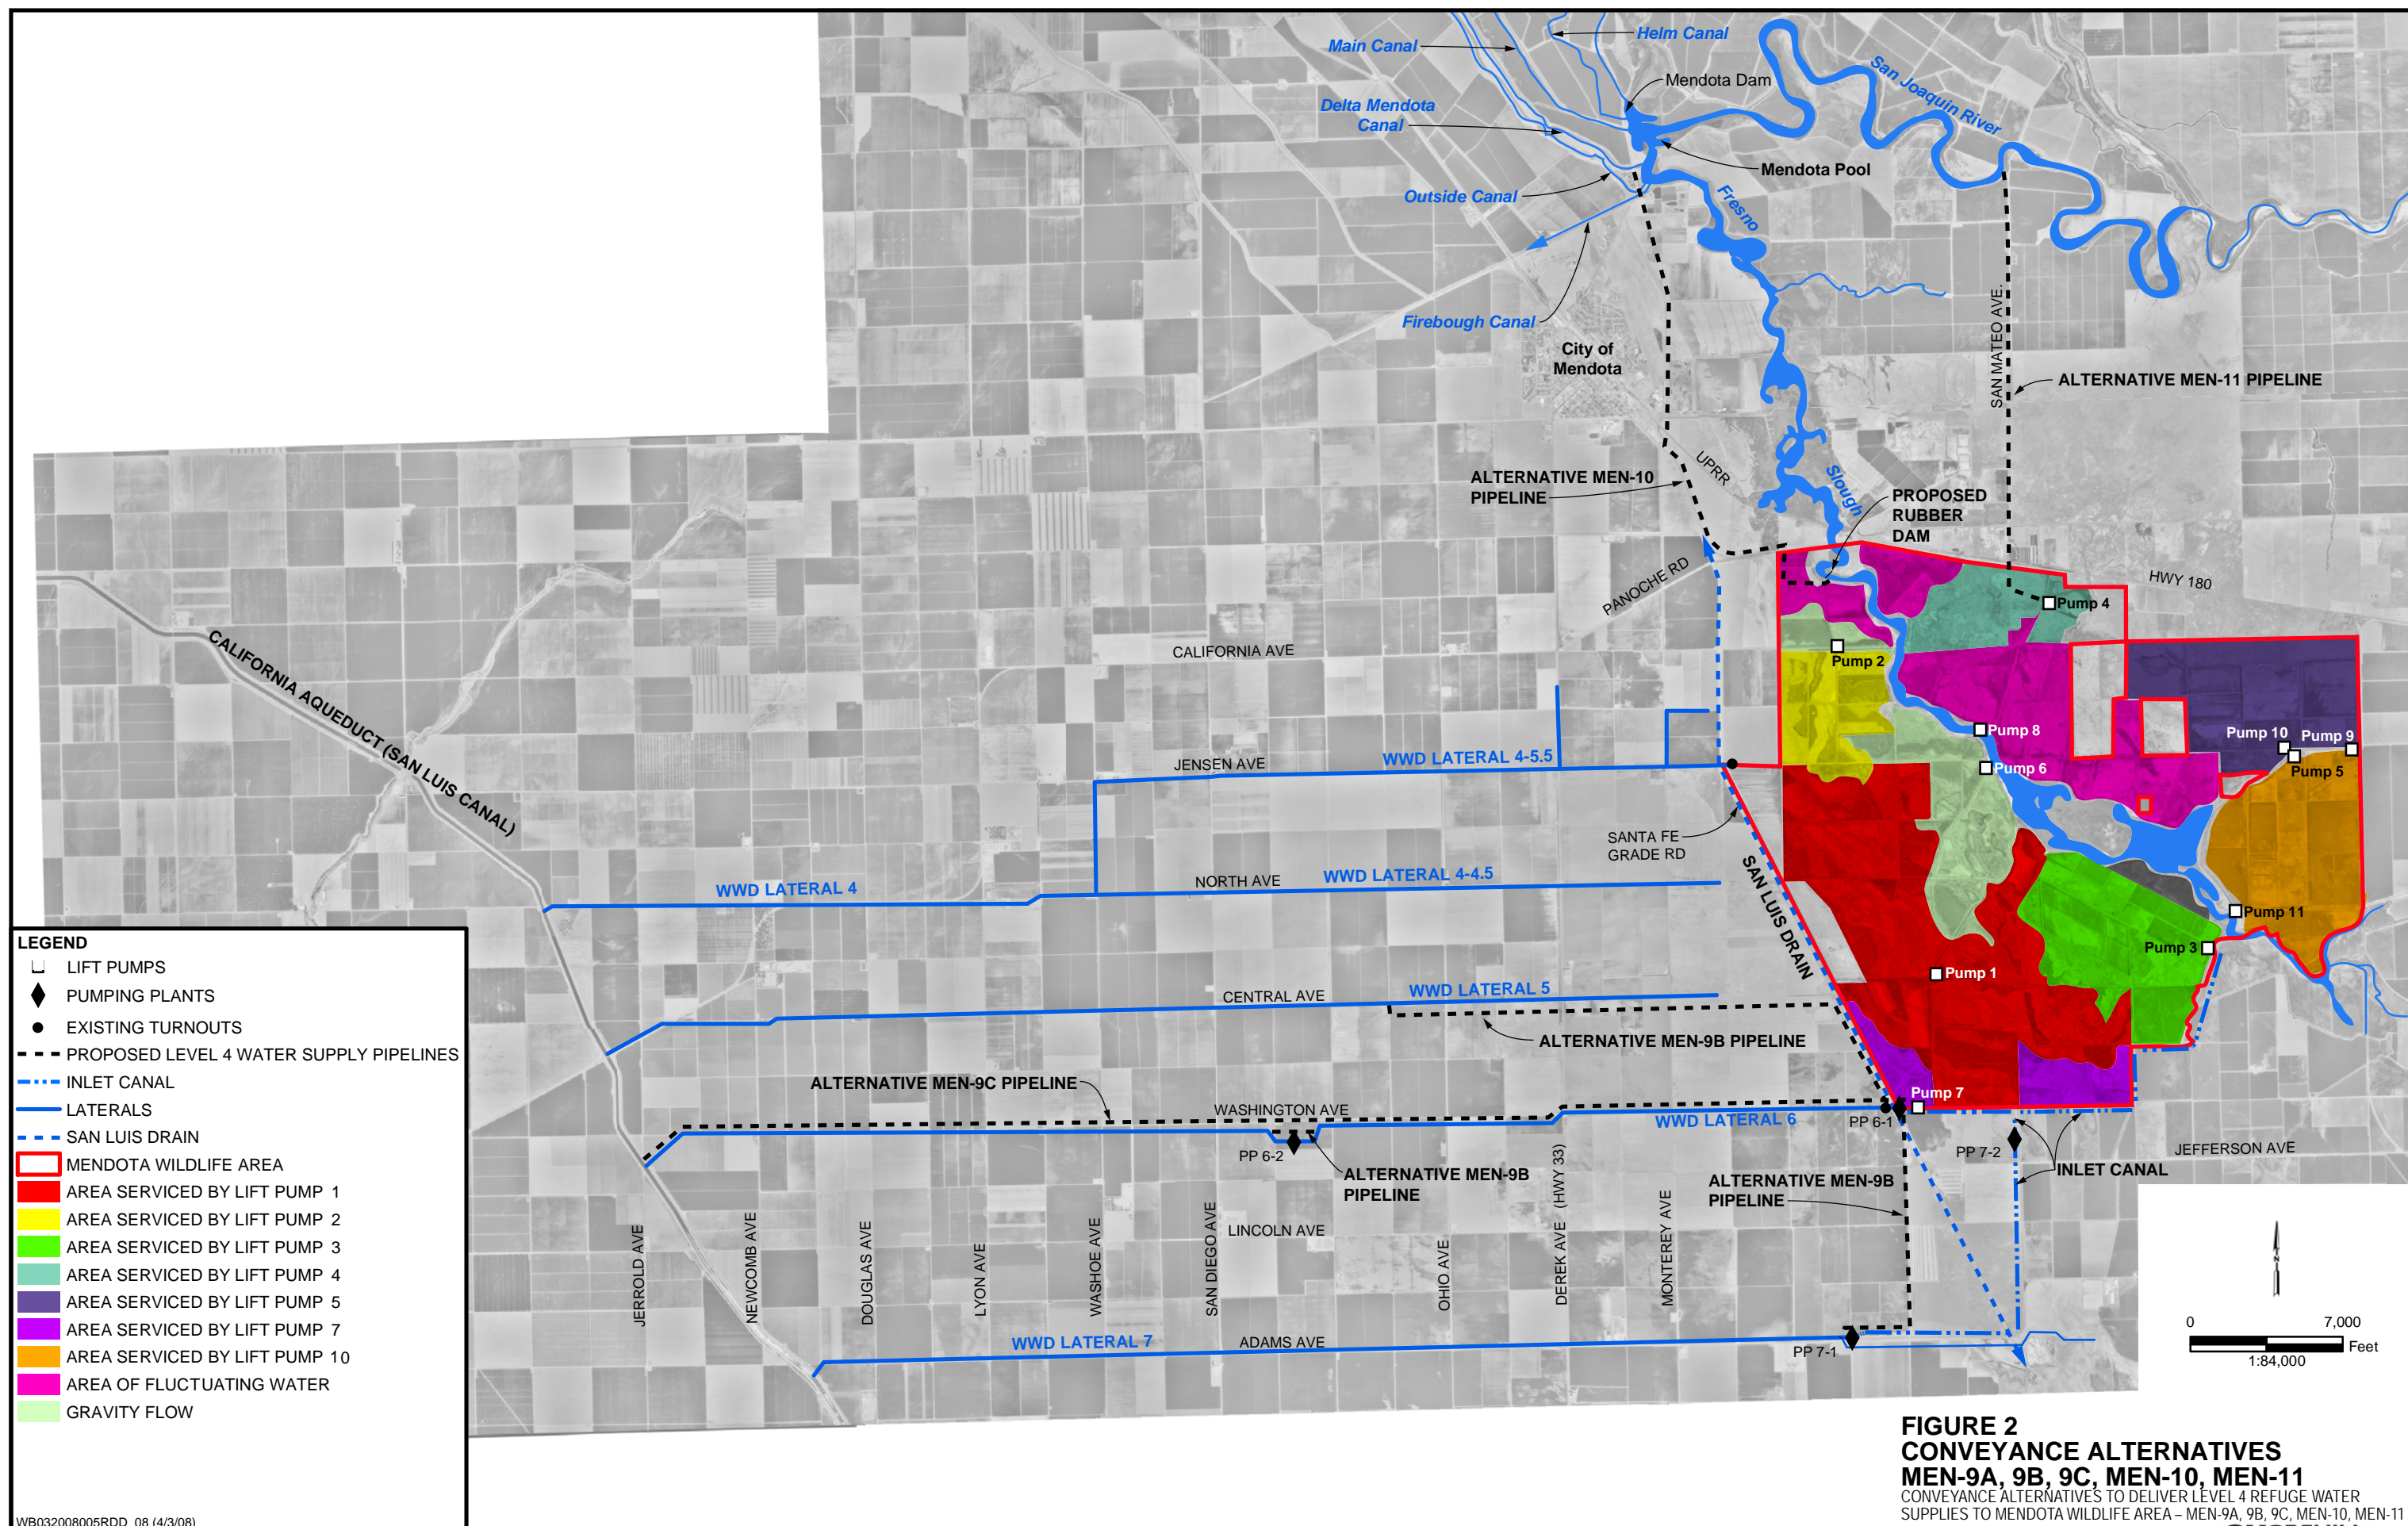 Main Canal
Helm Canal
Mendota Dam
San Joaquin River
Delta Mendota
Canal
Mendota Pool
Outside Canal
Fresno
Firebough Canal
City of
Mendota
SAN MATEO AVE.
ALTERNATIVE MEN-11 PIPELINE
UPRR
ALTERNATIVE MEN-10
PIPELINE
Slough
PROPOSED
RUBBER
DAM
PANOCHE RD
HWY 180
Pump 4
CALIFORNIA AQUEDUCT (SAN LUIS CANAL)
CALIFORNIA AVE
Pump 2
Pump 8
Pump 10
Pump 9
Pump 5
Pump 6
JENSEN AVE
WWD LATERAL 4-5.5
SANTA FE
GRADE RD
SAN LUIS DRAIN
WWD LATERAL 4
NORTH AVE
WWD LATERAL 4-4.5
Pump 11
Pump 3
Pump 1
CENTRAL AVE
WWD LATERAL 5
ALTERNATIVE MEN-9B PIPELINE
ALTERNATIVE MEN-9C PIPELINE
WASHINGTON AVE
WWD LATERAL 6
Pump 7
PP 6-1
PP 6-2
PP 7-2
JEFFERSON AVE
INLET CANAL
ALTERNATIVE MEN-9B
PIPELINE
ALTERNATIVE MEN-9B
PIPELINE
JERROLD AVE
NEWCOMB AVE
DOUGLAS AVE
LYON AVE
WASHOE AVE
SAN DIEGO AVE
LINCOLN AVE
OHIO AVE
DEREK AVE (HWY 33)
MONTEREY AVE
WWD LATERAL 7
ADAMS AVE
PP 7-1
LEGEND
LIFT PUMPS
PUMPING PLANTS
EXISTING TURNOUTS
PROPOSED LEVEL 4 WATER SUPPLY PIPELINES
INLET CANAL
LATERALS
SAN LUIS DRAIN
MENDOTA WILDLIFE AREA
AREA SERVICED BY LIFT PUMP 1
AREA SERVICED BY LIFT PUMP 2
AREA SERVICED BY LIFT PUMP 3
AREA SERVICED BY LIFT PUMP 4
AREA SERVICED BY LIFT PUMP 5
AREA SERVICED BY LIFT PUMP 7
AREA SERVICED BY LIFT PUMP 10
AREA OF FLUCTUATING WATER
GRAVITY FLOW
WB032008005RDD_08 (4/3/08)
N
0 7,000
Feet
1:84,000
FIGURE 2
CONVEYANCE ALTERNATIVES
MEN-9A, 9B, 9C, MEN-10, MEN-11
CONVEYANCE ALTERNATIVES TO DELIVER LEVEL 4 REFUGE WATER
SUPPLIES TO MENDOTA WILDLIFE AREA – MEN-9A, 9B, 9C, MEN-10, MEN-11